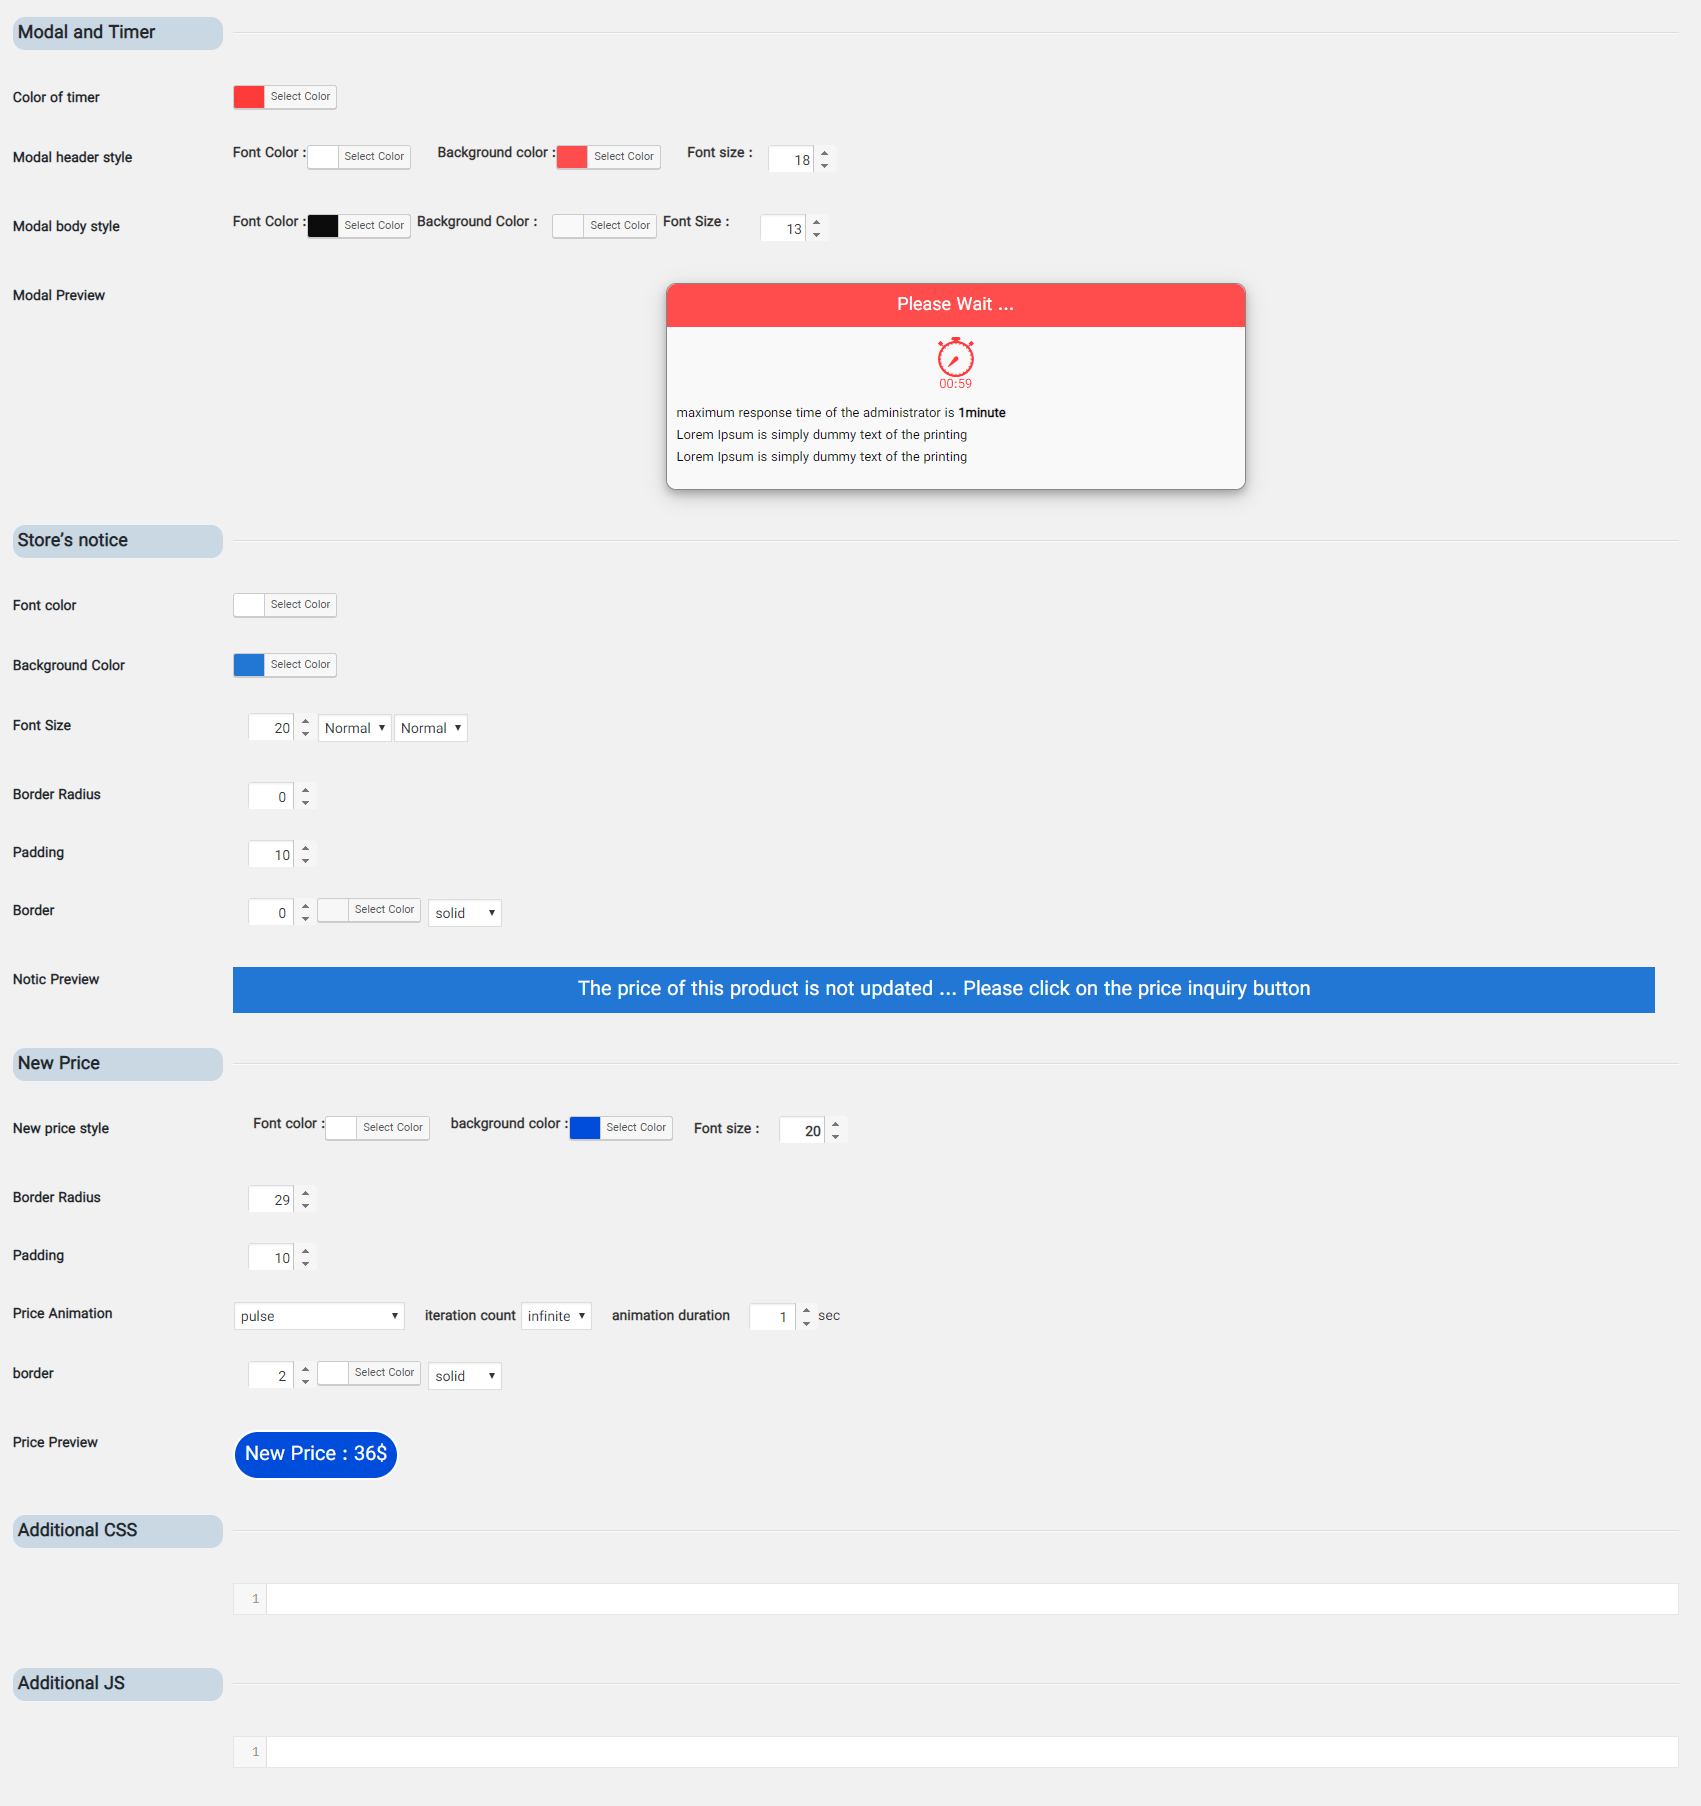 Modal and Timer
Color of timer Select Color
Modal header style Font Color : Select Color Background color : Select Color Font size : 18
Modal body style Font Color : Select Color Background Color : Select Color Font Size : 13
Modal Preview
Please Wait ...
00:59
maximum response time of the administrator is 1minute
Lorem Ipsum is simply dummy text of the printing
Lorem Ipsum is simply dummy text of the printing
Store's notice
Font color Select Color
Background Color Select Color
Font Size 20 Normal Normal
Border Radius 0
Padding 10
Border 0 Select Color solid
Notic Preview The price of this product is not updated ... Please click on the price inquiry button
New Price
New price style Font color : Select Color background color : Select Color Font size : 20
Border Radius 29
Padding 10
Price Animation pulse iteration count infinite animation duration 1 sec
border 2 Select Color solid
Price Preview New Price : 36$
Additional CSS
1
Additional JS
1